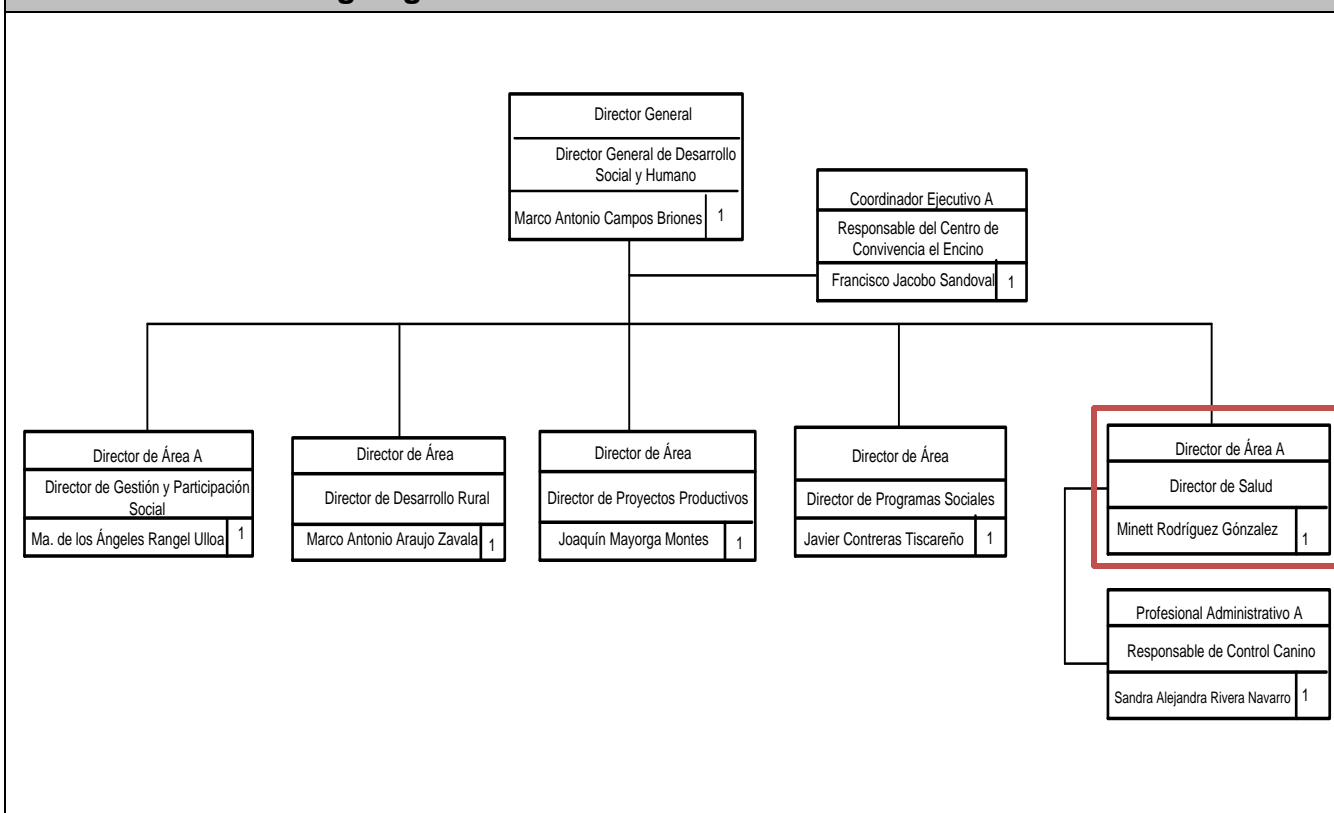 Director General
Director General de Desarrollo
Social y Humano
Marco Antonio Campos Briones 1
Coordinador Ejecutivo A
Responsable del Centro de
Convivencia el Encino
Francisco Jacobo Sandoval 1
Director de Área A
Director de Gestión y Participación
Social
Ma. de los Ángeles Rangel Ulloa 1
Director de Área
Director de Desarrollo Rural
Marco Antonio Araujo Zavala 1
Director de Área
Director de Proyectos Productivos
Joaquín Mayorga Montes 1
Director de Área
Director de Programas Sociales
Javier Contreras Tiscareño 1
Director de Área A
Director de Salud
Minett Rodríguez Gónzalez 1
Profesional Administrativo A
Responsable de Control Canino
Sandra Alejandra Rivera Navarro 1